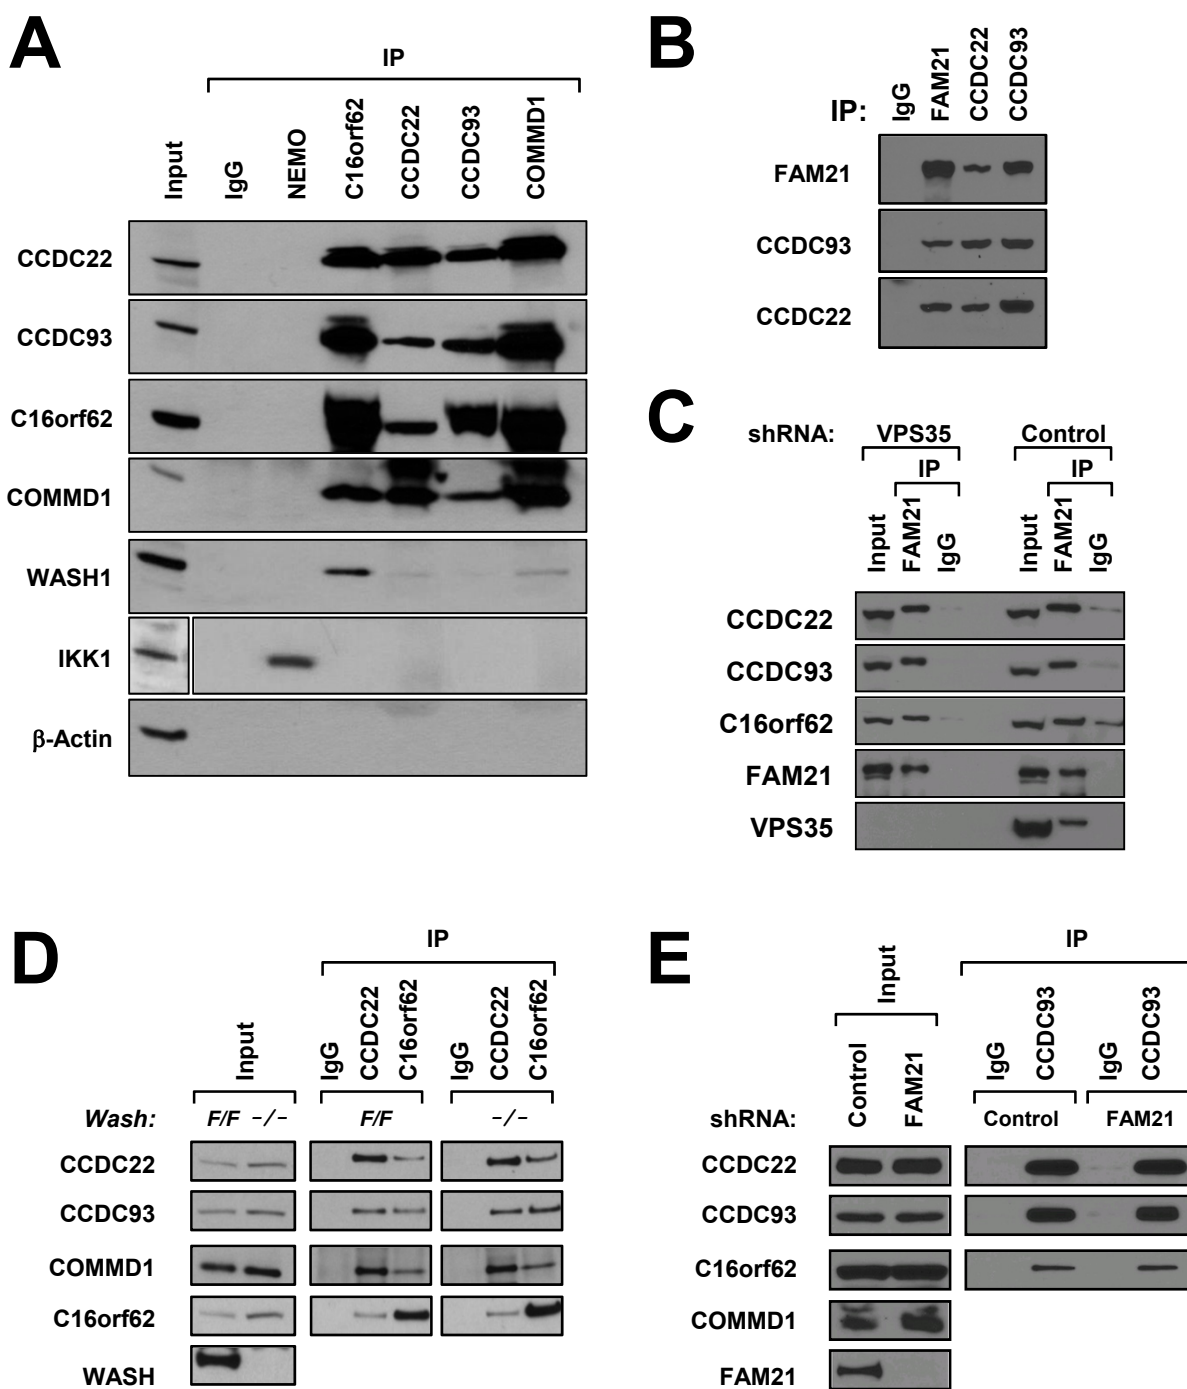 A
IP
Input
IgG
NEMO
C16orf62
CCDC22
CCDC93
COMMD1
CCDC22
CCDC93
C16orf62
COMMD1
WASH1
IKK1
β-Actin
B
IP:
IgG
FAM21
CCDC22
CCDC93
FAM21
CCDC93
CCDC22
C
shRNA: VPS35 Control
IP IP
Input
FAM21
IgG
Input
FAM21
IgG
CCDC22
CCDC93
C16orf62
FAM21
VPS35
D
IP
Input
IgG
CCDC22
C16orf62
IgG
CCDC22
C16orf62
Wash: F/F -/- F/F -/-
CCDC22
CCDC93
COMMD1
C16orf62
WASH
E
IP
Input
Control
FAM21
IgG
CCDC93
IgG
CCDC93
shRNA: Control FAM21
CCDC22
CCDC93
C16orf62
COMMD1
FAM21